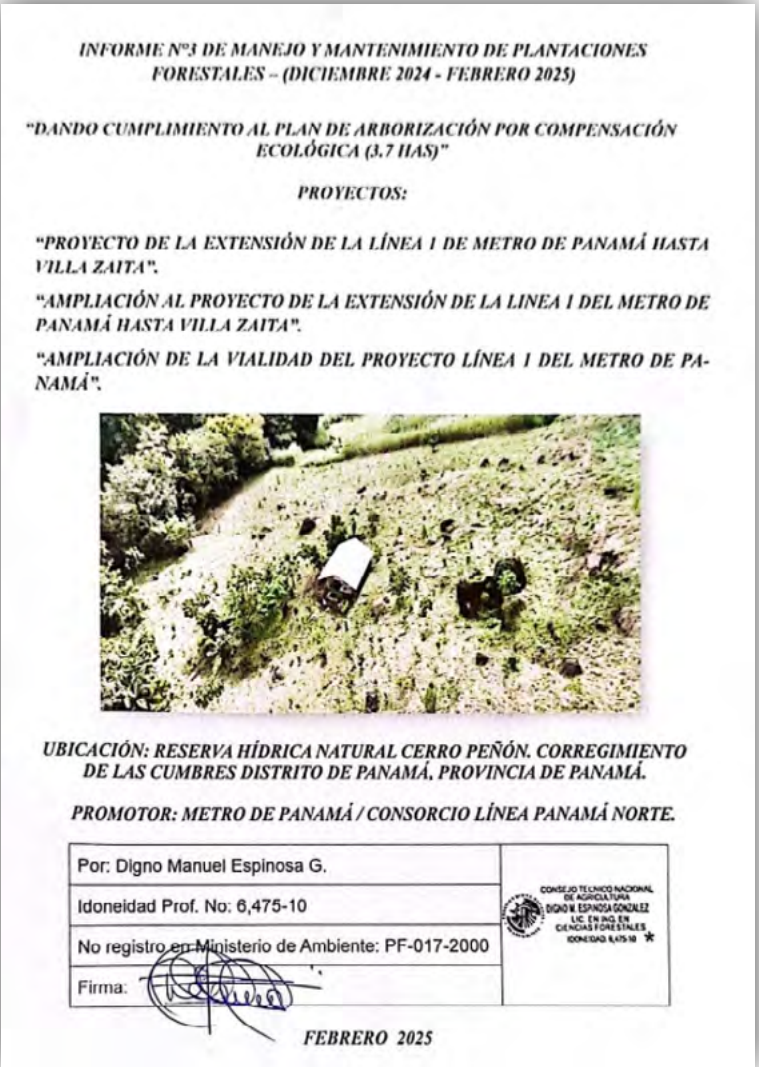 INFORME N°3 DE MANEJO Y MANTENIMIENTO DE PLANTACIONES
FORESTALES – (DICIEMBRE 2024 - FEBRERO 2025)
“DANDO CUMPLIMIENTO AL PLAN DE ARBORIZACIÓN POR COMPENSACIÓN
ECOLÓGICA (3.7 HAS)”
PROYECTOS:
“PROYECTO DE LA EXTENSIÓN DE LA LÍNEA 1 DE METRO DE PANAMÁ HASTA
VILLA ZAITA”.
“AMPLIACIÓN AL PROYECTO DE LA EXTENSIÓN DE LA LINEA 1 DEL METRO DE
PANAMÁ HASTA VILLA ZAITA”.
“AMPLIACIÓN DE LA VIALIDAD DEL PROYECTO LÍNEA 1 DEL METRO DE PA-
NAMÁ”.
UBICACIÓN: RESERVA HÍDRICA NATURAL CERRO PEÑÓN. CORREGIMIENTO
DE LAS CUMBRES DISTRITO DE PANAMÁ, PROVINCIA DE PANAMÁ.
PROMOTOR: METRO DE PANAMÁ / CONSORCIO LÍNEA PANAMÁ NORTE.
Por: Digno Manuel Espinosa G.
Idoneidad Prof. No: 6,475-10
No registro en Ministerio de Ambiente: PF-017-2000
Firma:
CONSEJO TECNICO NACIONAL
DE AGRICULTURA
DIGNO M. ESPINOSA GONZALEZ
LIC. EN ING. EN
CIENCIAS FORESTALES
IDONEIDAD: 6,475-10 *
FEBRERO 2025